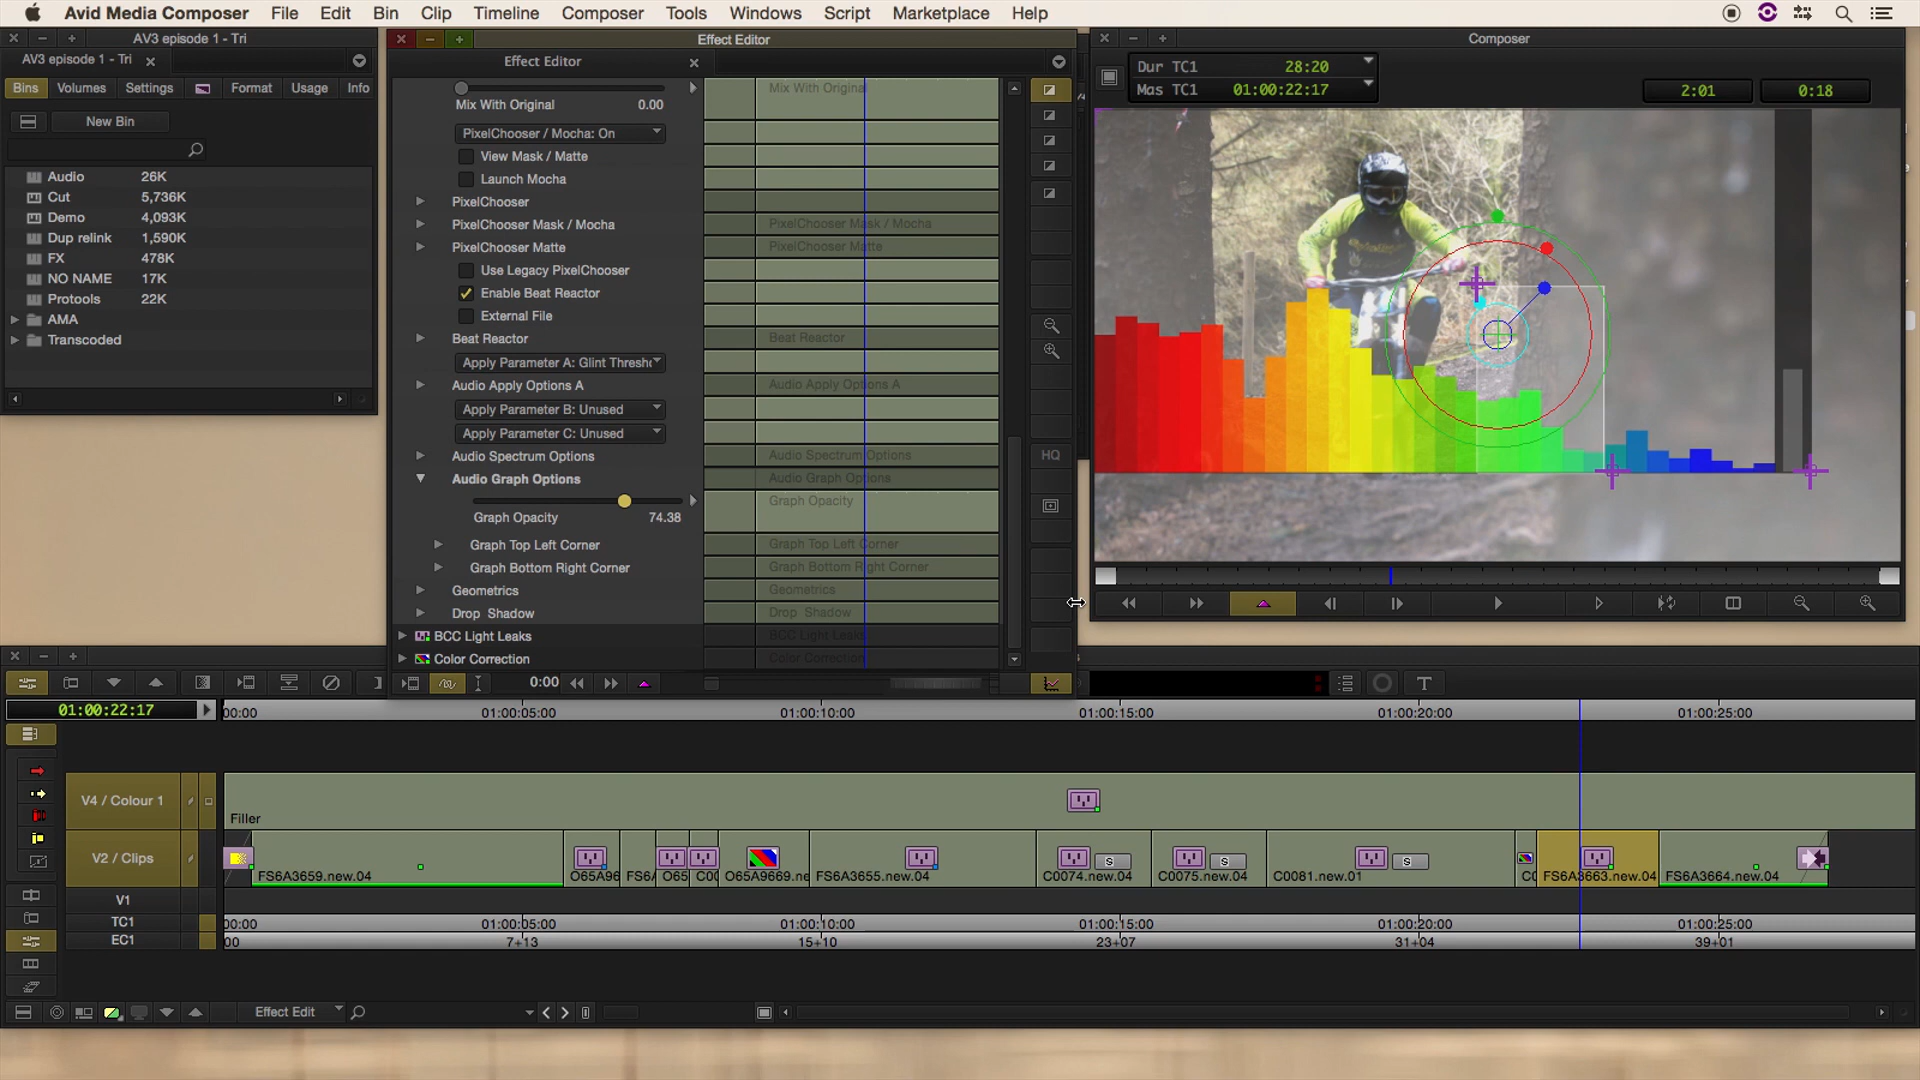 Avid Media Composer File Edit Bin Clip Timeline Composer Tools Windows Script Marketplace Help
AV3 episode 1 - Tri
AV3 episode 1 - Tri
Bins Volumes Settings Format Usage Info
New Bin
Audio 26K
Cut 5,736K
Demo 4,093K
Dup relink 1,590K
FX 478K
NO NAME 17K
Protools 22K
AMA
Transcoded
Effect Editor
Effect Editor
Mix With Original 0.00
PixelChooser / Mocha: On
View Mask / Matte
Launch Mocha
PixelChooser
PixelChooser Mask / Mocha
PixelChooser Matte
Use Legacy PixelChooser
Enable Beat Reactor
External File
Beat Reactor
Apply Parameter A: Glint Thresh
Audio Apply Options A
Apply Parameter B: Unused
Apply Parameter C: Unused
Audio Spectrum Options
Audio Graph Options
Graph Opacity 74.38
Graph Top Left Corner
Graph Bottom Right Corner
Geometrics
Drop Shadow
BCC Light Leaks
Color Correction
Mix With Original
PixelChooser Mask / Mocha
PixelChooser Matte
Beat Reactor
Audio Apply Options A
Audio Spectrum Options
Audio Graph Options
Graph Opacity
Graph Top Left Corner
Graph Bottom Right Corner
Geometrics
Drop Shadow
BCC Light Leaks
Color Correction
HQ
0:00
Composer
Dur TC1 28:20
Mas TC1 01:00:22:17
2:01 0:18
T
01:00:22:17
00:00 01:00:05:00 01:00:10:00 01:00:15:00 01:00:20:00 01:00:25:00
V4 / Colour 1
Filler
V2 / Clips
FS6A3659.new.04 O65A96 FS6A O65 C00 O65A9669.ne FS6A3655.new.04 C0074.new.04 S C0075.new.04 S C0081.new.01 S C0 FS6A3663.new.04 FS6A3664.new.04
V1
TC1 00:00 01:00:05:00 01:00:10:00 01:00:15:00 01:00:20:00 01:00:25:00
EC1 00 7+13 15+10 23+07 31+04 39+01
Effect Edit